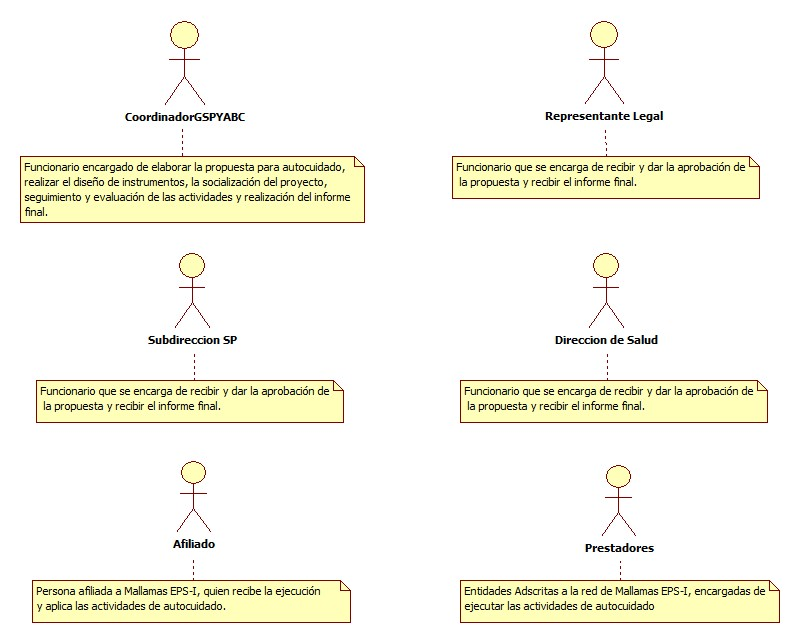 CoordinadorGSPYABC
Funcionario encargado de elaborar la propuesta para autocuidado,
realizar el diseño de instrumentos, la socialización del proyecto,
seguimiento y evaluación de las actividades y realización del informe
final.
Representante Legal
Funcionario que se encarga de recibir y dar la aprobación de
la propuesta y recibir el informe final.
Subdireccion SP
Funcionario que se encarga de recibir y dar la aprobación de
la propuesta y recibir el informe final.
Direccion de Salud
Funcionario que se encarga de recibir y dar la aprobación de
la propuesta y recibir el informe final.
Afiliado
Persona afiliada a Mallamas EPS-I, quien recibe la ejecución
y aplica las actividades de autocuidado.
Prestadores
Entidades Adscritas a la red de Mallamas EPS-I, encargadas de
ejecutar las actividades de autocuidado